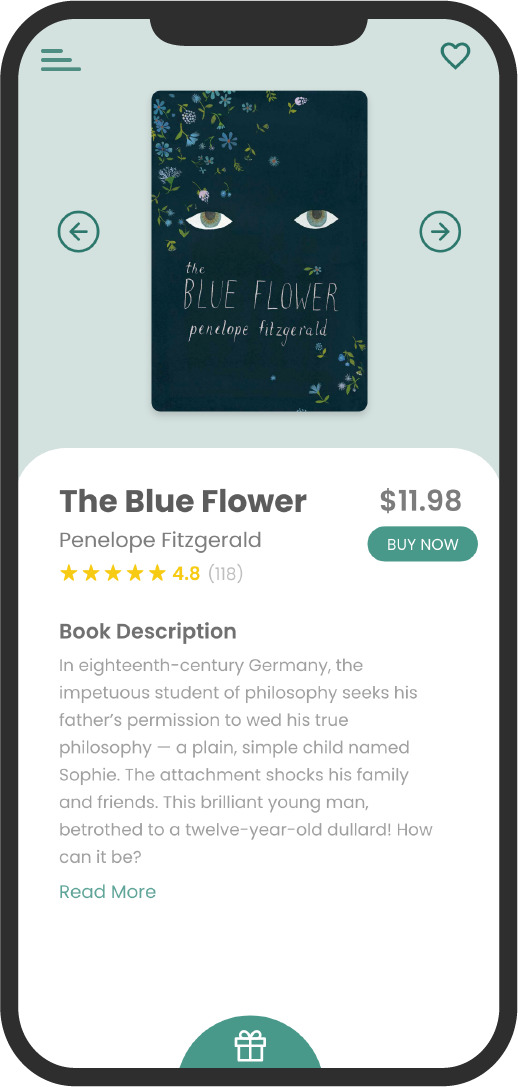 the
BLUE FLOWER
penelope fitzgerald
The Blue Flower
$11.98
Penelope Fitzgerald
BUY NOW
4.8 (118)
Book Description
In eighteenth-century Germany, the
impetuous student of philosophy seeks his
father’s permission to wed his true
philosophy — a plain, simple child named
Sophie. The attachment shocks his family
and friends. This brilliant young man,
betrothed to a twelve-year-old dullard! How
can it be?
Read More